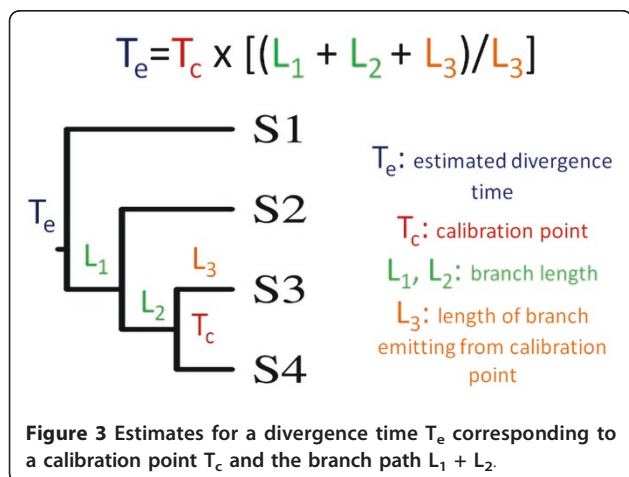 Te=Tc x [(L1 + L2 + L3)/L3]
S1
S2
S3
S4
Te
L1
L2
L3
Tc
Te: estimated divergence
time
Tc: calibration point
L1, L2: branch length
L3: length of branch
emitting from calibration
point
Figure 3 Estimates for a divergence time Te corresponding to
a calibration point Tc and the branch path L1 + L2.